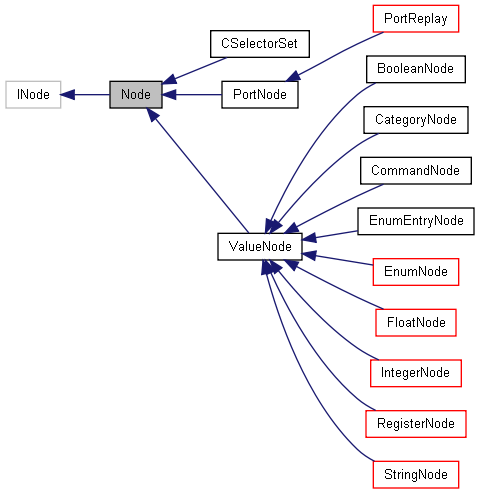 PortReplay
CSelectorSet
BooleanNode
INode
Node
PortNode
CategoryNode
CommandNode
EnumEntryNode
ValueNode
EnumNode
FloatNode
IntegerNode
RegisterNode
StringNode